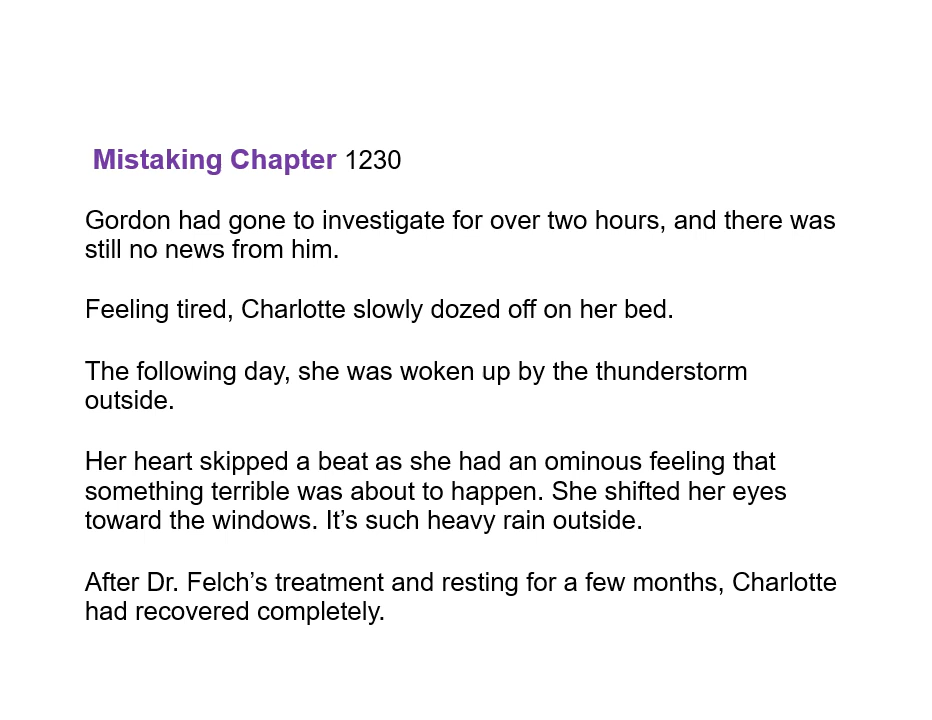 Mistaking Chapter 1230
Gordon had gone to investigate for over two hours, and there was
still no news from him.
Feeling tired, Charlotte slowly dozed off on her bed.
The following day, she was woken up by the thunderstorm
outside.
Her heart skipped a beat as she had an ominous feeling that
something terrible was about to happen. She shifted her eyes
toward the windows. It’s such heavy rain outside.
After Dr. Felch’s treatment and resting for a few months, Charlotte
had recovered completely.